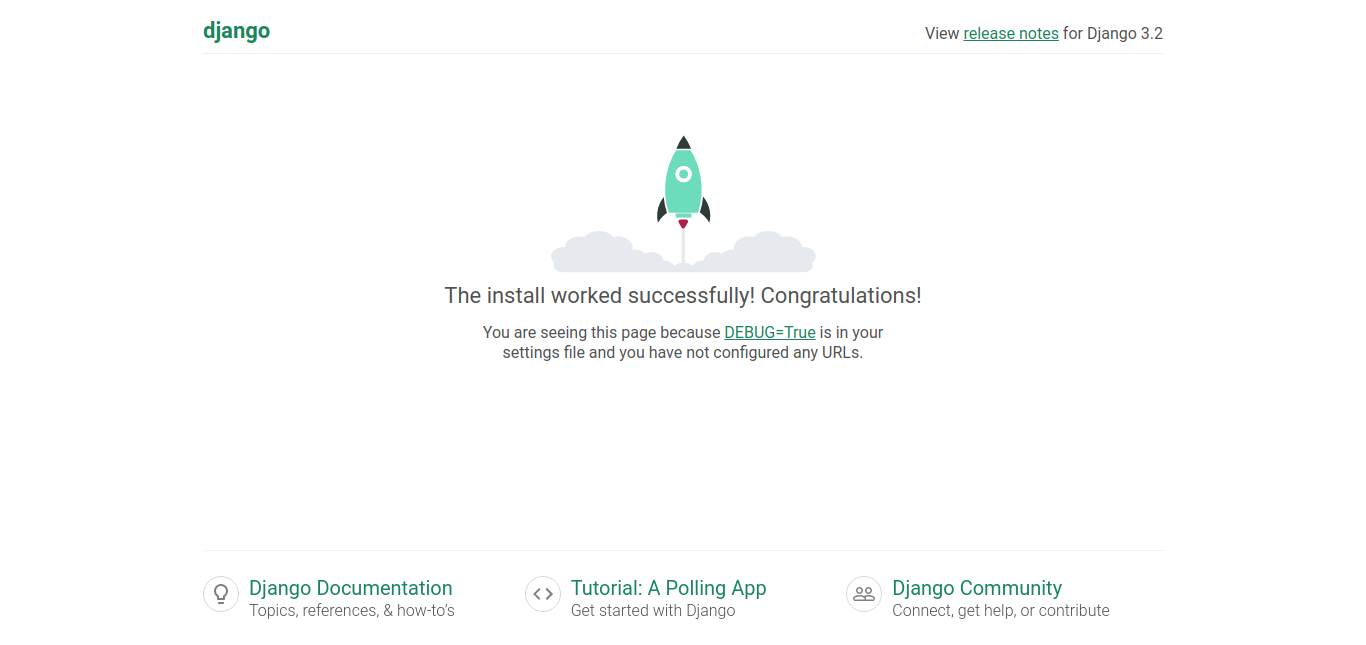 django
View release notes for Django 3.2
The install worked successfully! Congratulations!
You are seeing this page because DEBUG=True is in your
settings file and you have not configured any URLs.
Django Documentation
Topics, references, & how-to’s
Tutorial: A Polling App
Get started with Django
Django Community
Connect, get help, or contribute